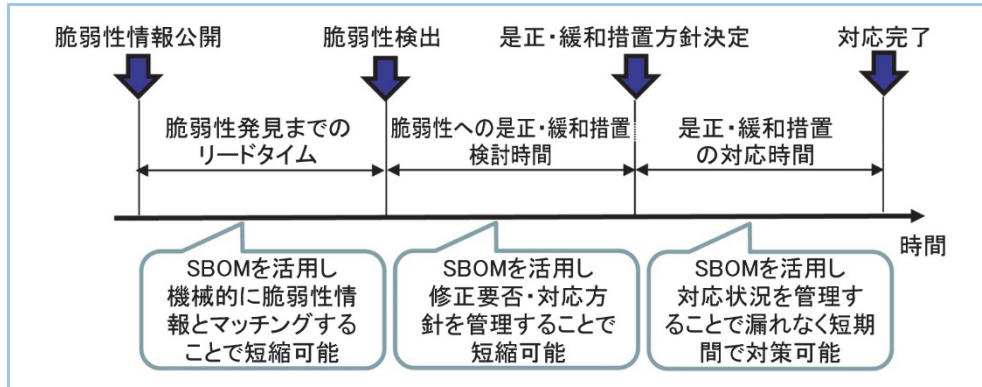 脆弱性情報公開
脆弱性検出
是正・緩和措置方針決定
対応完了
脆弱性発見までの
リードタイム
脆弱性への是正・緩和措置
検討時間
是正・緩和措置
の対応時間
時間
SBOMを活用し
機械的に脆弱性情
報とマッチングする
ことで短縮可能
SBOMを活用し
修正要否・対応方
針を管理することで
短縮可能
SBOMを活用し
対応状況を管理す
ることで漏れなく短期
間で対策可能